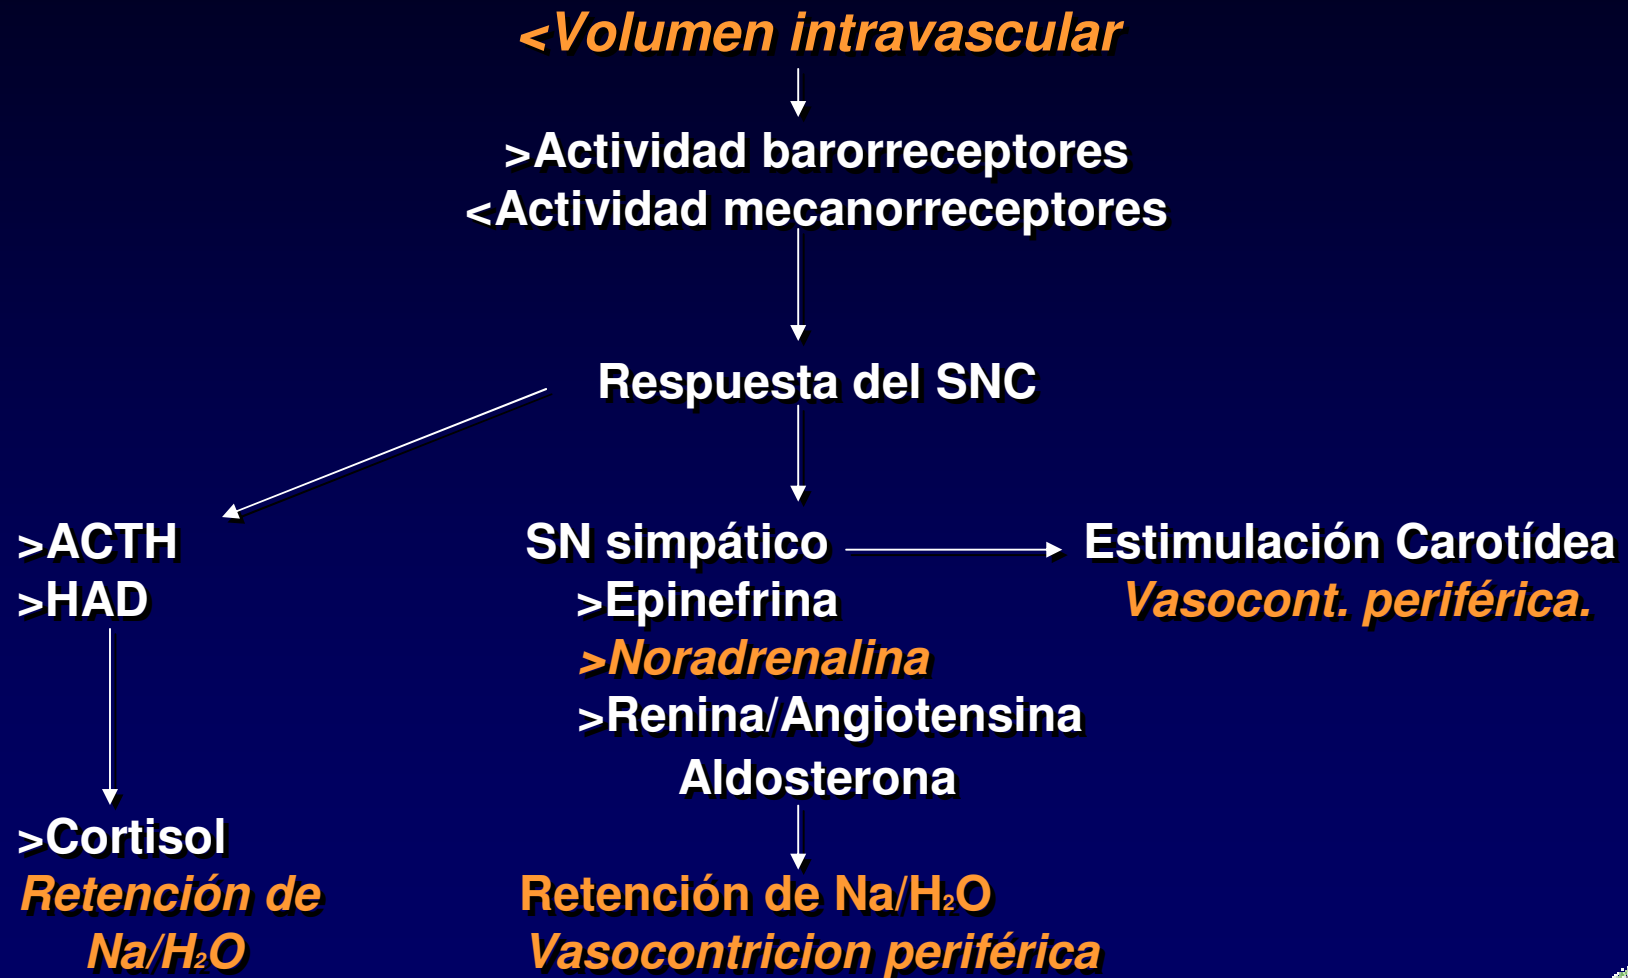 <Volumen intravascular
>Actividad barorreceptores
<Actividad mecanorreceptores
Respuesta del SNC
>ACTH
>HAD
SN simpático
>Epinefrina
>Noradrenalina
>Renina/Angiotensina
Aldosterona
Estimulación Carotídea
Vasocont. periférica.
>Cortisol
Retención de
Na/H₂O
Retención de Na/H₂O
Vasocontricion periférica